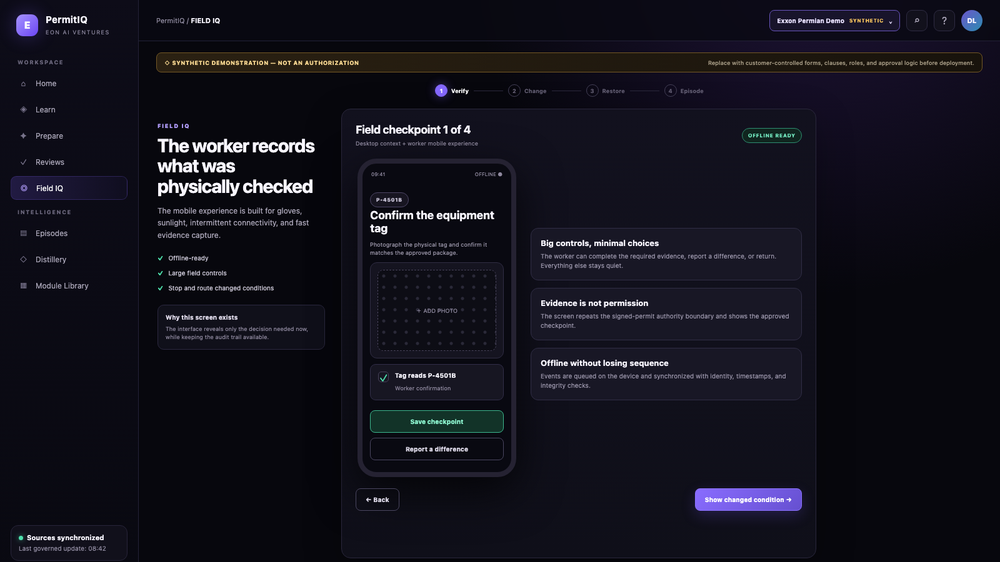 E
PermitIQ
EON AI VENTURES
WORKSPACE
Home
Learn
Prepare
Reviews
Field IQ
INTELLIGENCE
Episodes
Distillery
Module Library
Sources synchronized
Last governed update: 08:42
PermitIQ / FIELD IQ
Exxon Permian Demo SYNTHETIC
?
DL
◇ SYNTHETIC DEMONSTRATION — NOT AN AUTHORIZATION
Replace with customer-controlled forms, clauses, roles, and approval logic before deployment.
1 Verify
2 Change
3 Restore
4 Episode
FIELD IQ
The worker records
what was
physically checked
The mobile experience is built for gloves,
sunlight, intermittent connectivity, and fast
evidence capture.
✓ Offline-ready
✓ Large field controls
✓ Stop and route changed conditions
Why this screen exists
The interface reveals only the decision needed now,
while keeping the audit trail available.
Field checkpoint 1 of 4
Desktop context + worker mobile experience
OFFLINE READY
09:41
OFFLINE ●
P-4501B
Confirm the equipment
tag
Photograph the physical tag and confirm it
matches the approved package.
+ ADD PHOTO
Tag reads P-4501B
Worker confirmation
Save checkpoint
Report a difference
Big controls, minimal choices
The worker can complete the required evidence, report a difference, or return.
Everything else stays quiet.
Evidence is not permission
The screen repeats the signed-permit authority boundary and shows the approved
checkpoint.
Offline without losing sequence
Events are queued on the device and synchronized with identity, timestamps, and
integrity checks.
← Back
Show changed condition →